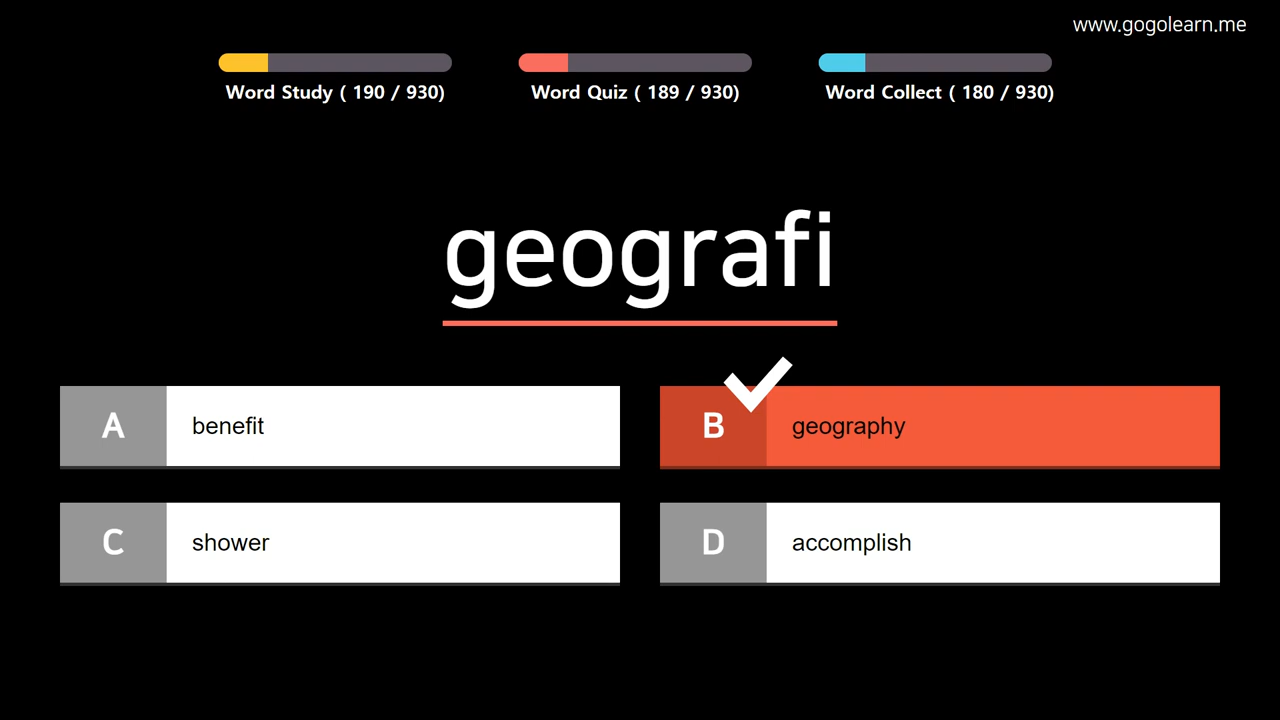 www.gogolearn.me
Word Study ( 190 / 930)
Word Quiz ( 189 / 930)
Word Collect ( 180 / 930)
geografi
A benefit
B geography
C shower
D accomplish